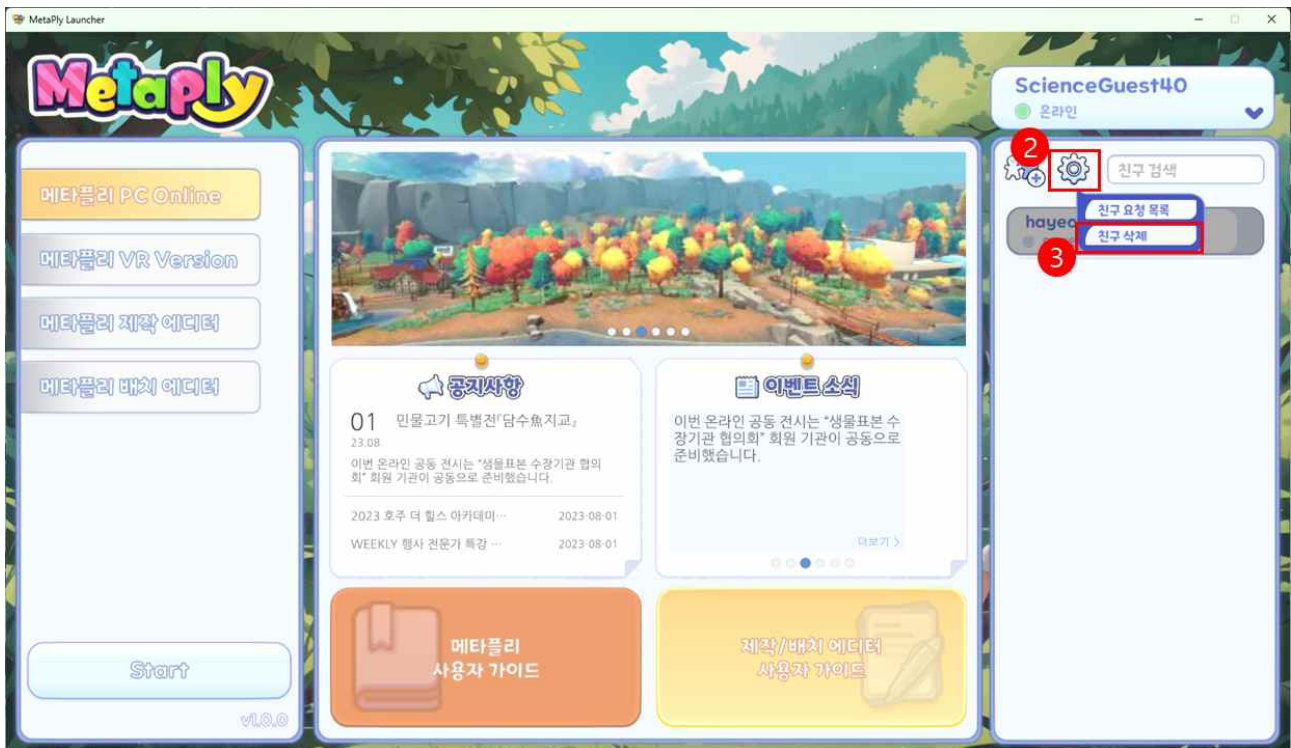 MetaPly Launcher
Metaply
ScienceGuest40
온라인
메타플리 PC Online
메타플리 VR Version
메타플리 제작 에디터
메타플리 배치 에디터
Start
v1.0.0
공지사항
01 민물고기 특별전『담수魚지교』
23.08
이번 온라인 공동 전시는 "생물표본 수장기관 협의
회" 회원 기관이 공동으로 준비했습니다.
2023 호주 더 힐스 아카데미… 2023-08-01
WEEKLY 행사 전문가 특강 … 2023-08-01
이벤트 소식
이번 온라인 공동 전시는 "생물표본 수
장기관 협의회" 회원 기관이 공동으로
준비했습니다.
더보기 >
메타플리
사용자 가이드
제작/배치 에디터
사용자 가이드
2
친구 검색
친구 요청 목록
친구 삭제
3